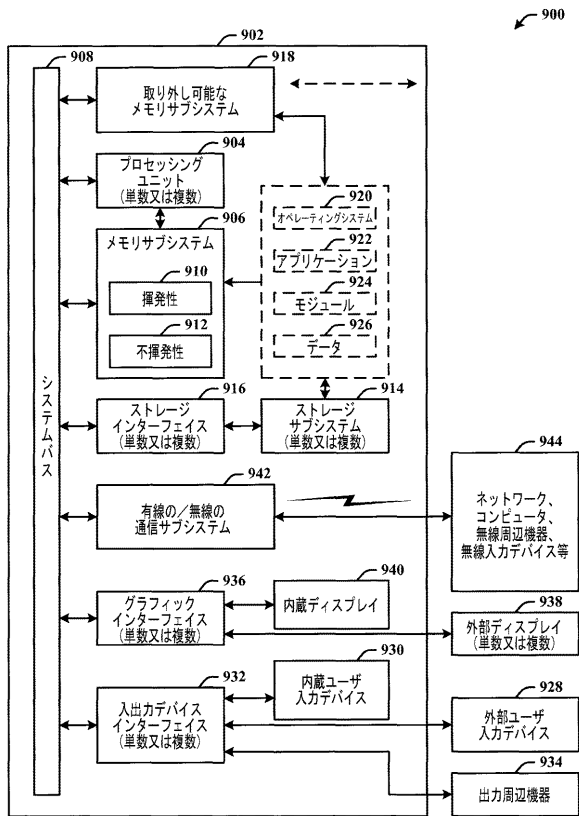 900
902
908
918
取り外し可能な
メモリサブシステム
904
プロセッシング
ユニット
(単数又は複数)
906
メモリサブシステム
910
揮発性
912
不揮発性
920
オペレーティングシステム
922
アプリケーション
924
モジュール
926
データ
システムバス
916
ストレージ
インターフェイス
(単数又は複数)
914
ストレージ
サブシステム
(単数又は複数)
942
有線の/無線の
通信サブシステム
944
ネットワーク、
コンピュータ、
無線周辺機器、
無線入力デバイス等
936
グラフィック
インターフェイス
(単数又は複数)
940
内蔵ディスプレイ
938
外部ディスプレイ
(単数又は複数)
932
入出力デバイス
インターフェイス
(単数又は複数)
930
内蔵ユーザ
入力デバイス
928
外部ユーザ
入力デバイス
934
出力周辺機器